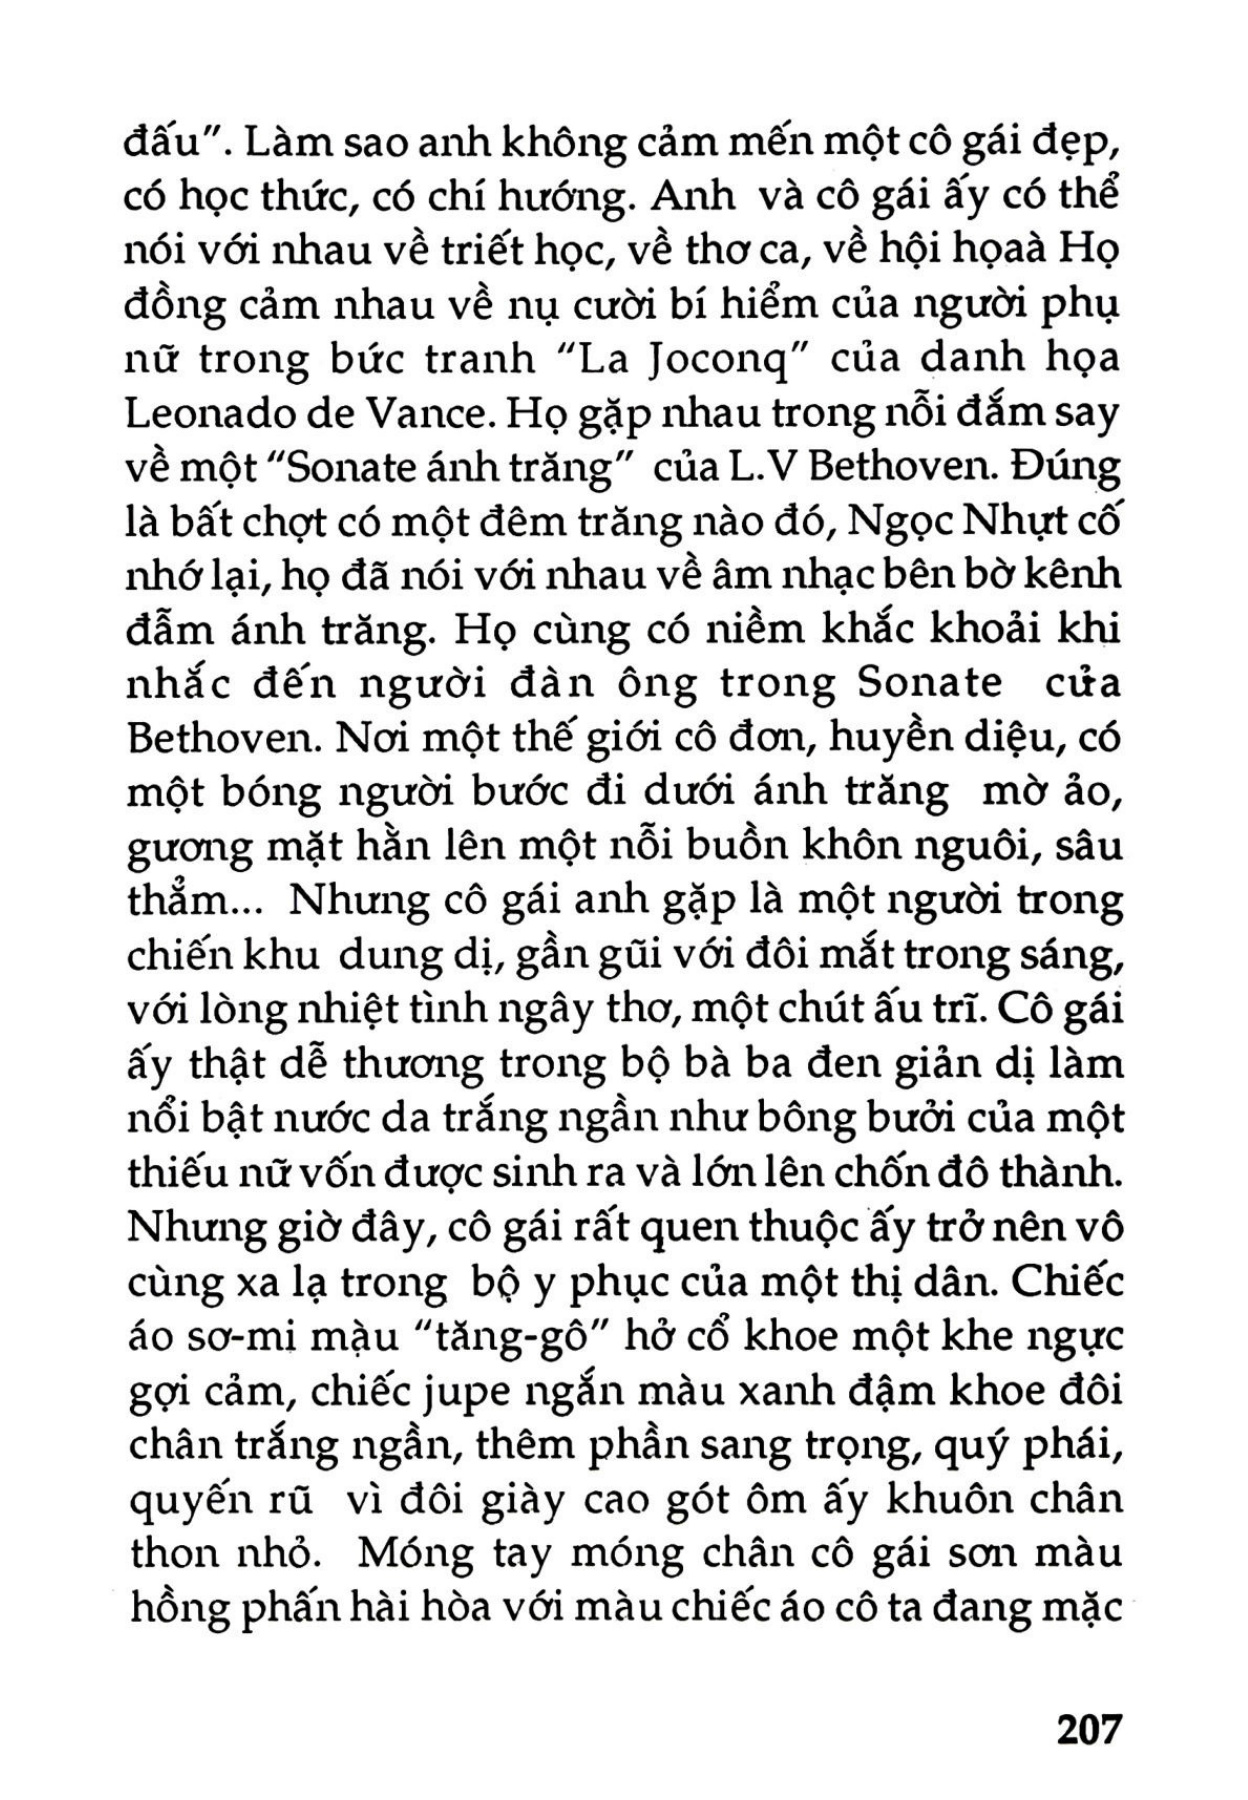 đấu". Làm sao anh không cảm mến một cô gái đẹp,
có học thức, có chí hướng. Anh và cô gái ấy có thể
nói với nhau về triết học, về thơ ca, về hội họaà Họ
đồng cảm nhau về nụ cười bí hiểm của người phụ
nữ trong bức tranh "La Joconq" của danh họa
Leonado de Vance. Họ gặp nhau trong nỗi đắm say
về một "Sonate ánh trăng" của L.V Bethoven. Đúng
là bất chợt có một đêm trăng nào đó, Ngọc Nhựt cố
nhớ lại, họ đã nói với nhau về âm nhạc bên bờ kênh
đẫm ánh trăng. Họ cùng có niềm khắc khoải khi
nhắc đến người đàn ông trong Sonate cửa
Bethoven. Nơi một thế giới cô đơn, huyền diệu, có
một bóng người bước đi dưới ánh trăng mờ ảo,
gương mặt hằn lên một nỗi buồn khôn nguôi, sâu
thẳm... Nhưng cô gái anh gặp là một người trong
chiến khu dung dị, gần gũi với đôi mắt trong sáng,
với lòng nhiệt tình ngây thơ, một chút ấu trĩ. Cô gái
ấy thật dễ thương trong bộ bà ba đen giản dị làm
nổi bật nước da trắng ngần như bông bưởi của một
thiếu nữ vốn được sinh ra và lớn lên chốn đô thành.
Nhưng giờ đây, cô gái rất quen thuộc ấy trở nên vô
cùng xa lạ trong bộ y phục của một thị dân. Chiếc
áo sơ-mi mầu "tăng-gô" hở cổ khoe một khe ngực
gợi cảm, chiếc jupe ngắn màu xanh đậm khoe đôi
chân trắng ngần, thêm phần sang trọng, quý phái,
quyến rũ vì đôi giày cao gót ôm ấy khuôn chân
thon nhỏ. Móng tay móng chân cô gái sơn màu
hồng phấn hài hòa với màu chiếc áo cô ta đang mặc
207